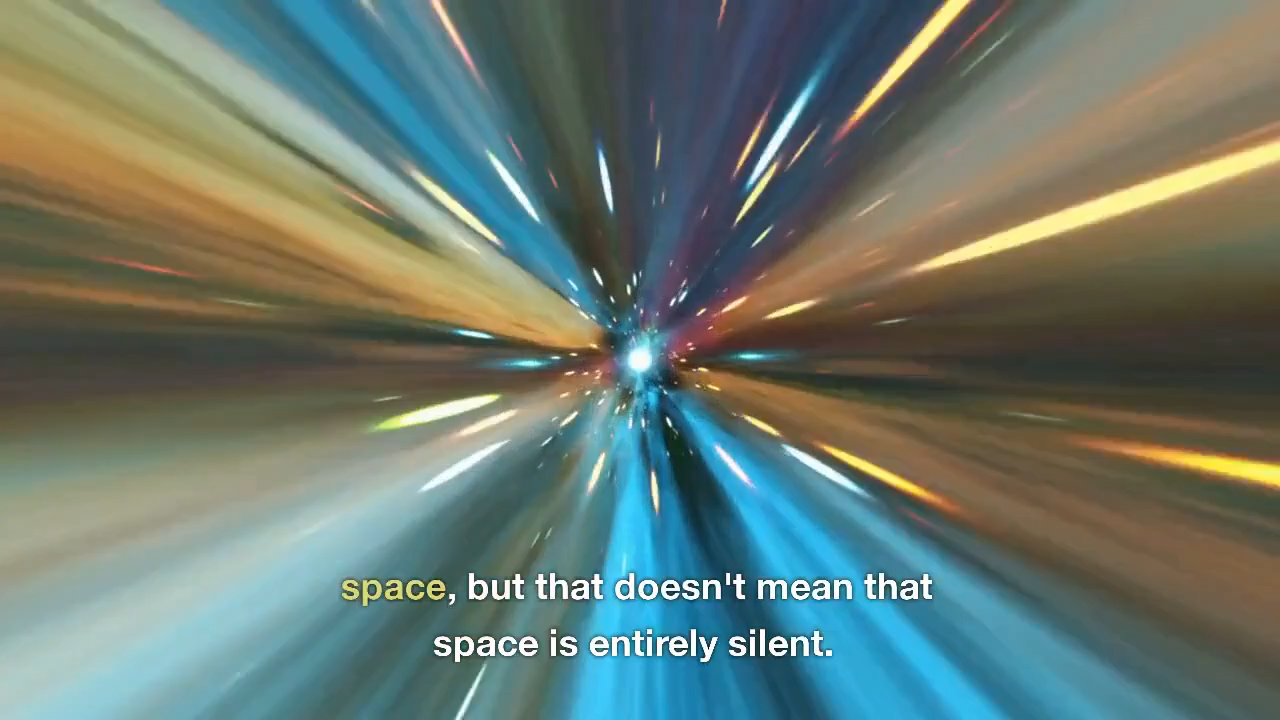 space, but that doesn't mean that
space is entirely silent.